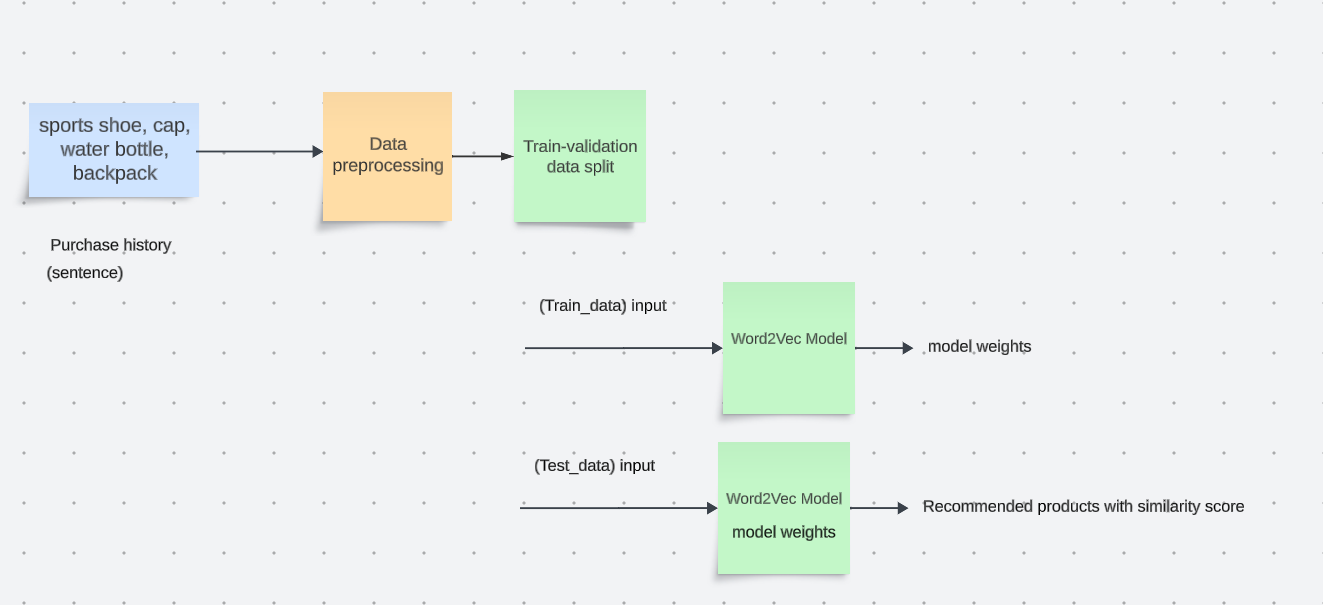 sports shoe, cap,
water bottle,
backpack
Data
preprocessing
Train-validation
data split
Purchase history
(sentence)
(Train_data) input
Word2Vec Model
model weights
(Test_data) input
Word2Vec Model
model weights
Recommended products with similarity score